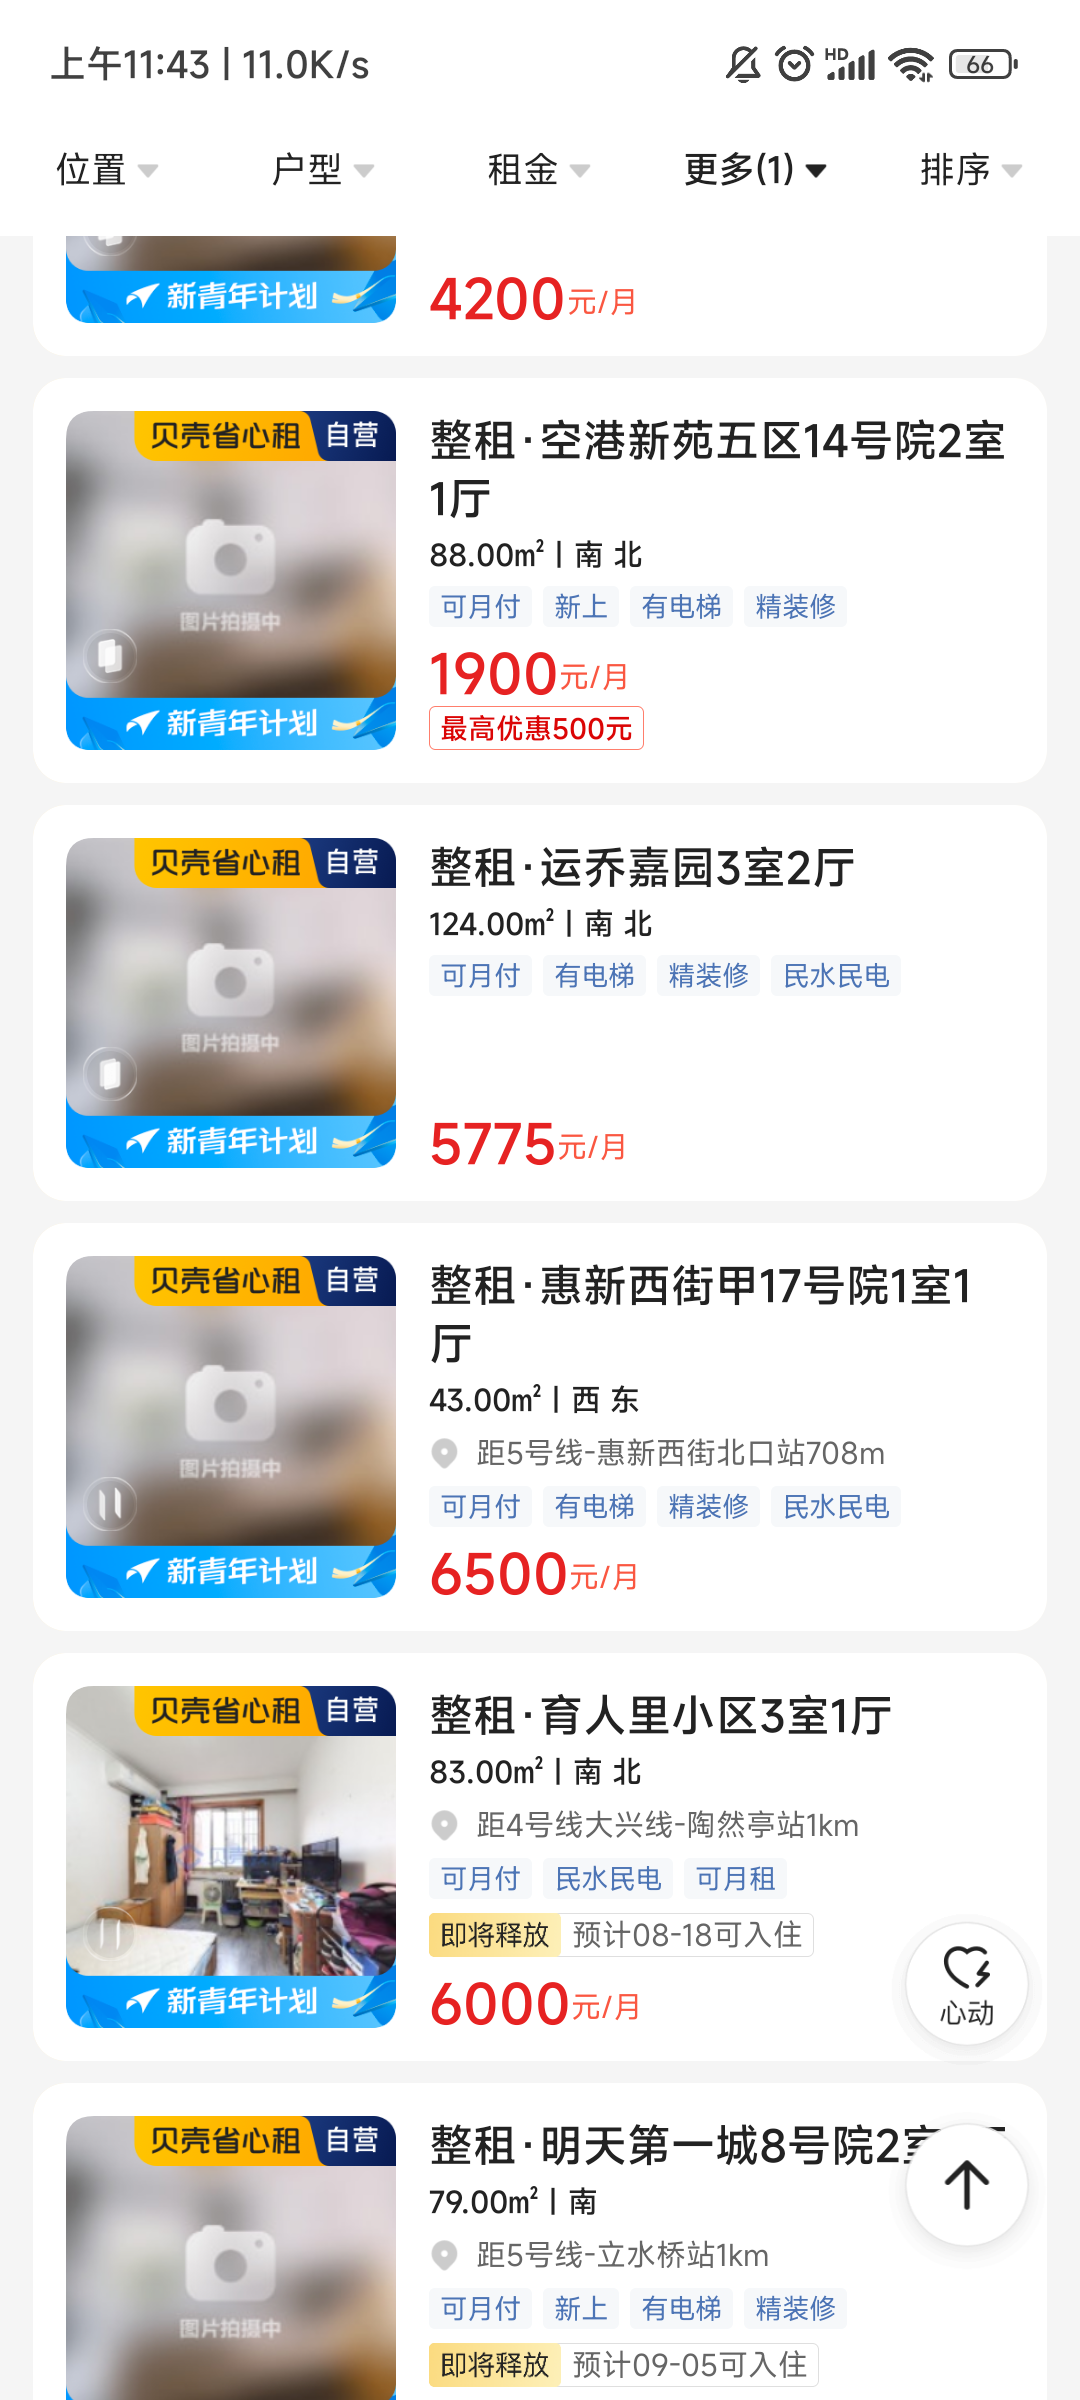 上午11:43 | 11.0K/s
HD
66
位置
户型
租金
更多(1)
排序
新青年计划
4200元/月
贝壳省心租 自营
图片拍摄中
新青年计划
整租·空港新苑五区14号院2室
1厅
88.00m² | 南 北
可月付 新上 有电梯 精装修
1900元/月
最高优惠500元
贝壳省心租 自营
图片拍摄中
新青年计划
整租·运乔嘉园3室2厅
124.00m² | 南 北
可月付 有电梯 精装修 民水民电
5775元/月
贝壳省心租 自营
图片拍摄中
新青年计划
整租·惠新西街甲17号院1室1
厅
43.00m² | 西 东
距5号线-惠新西街北口站708m
可月付 有电梯 精装修 民水民电
6500元/月
贝壳省心租 自营
新青年计划
整租·育人里小区3室1厅
83.00m² | 南 北
距4号线大兴线-陶然亭站1km
可月付 民水民电 可月租
即将释放 预计08-18可入住
6000元/月
心动
贝壳省心租 自营
图片拍摄中
整租·明天第一城8号院2室
79.00m² | 南
距5号线-立水桥站1km
可月付 新上 有电梯 精装修
即将释放 预计09-05可入住